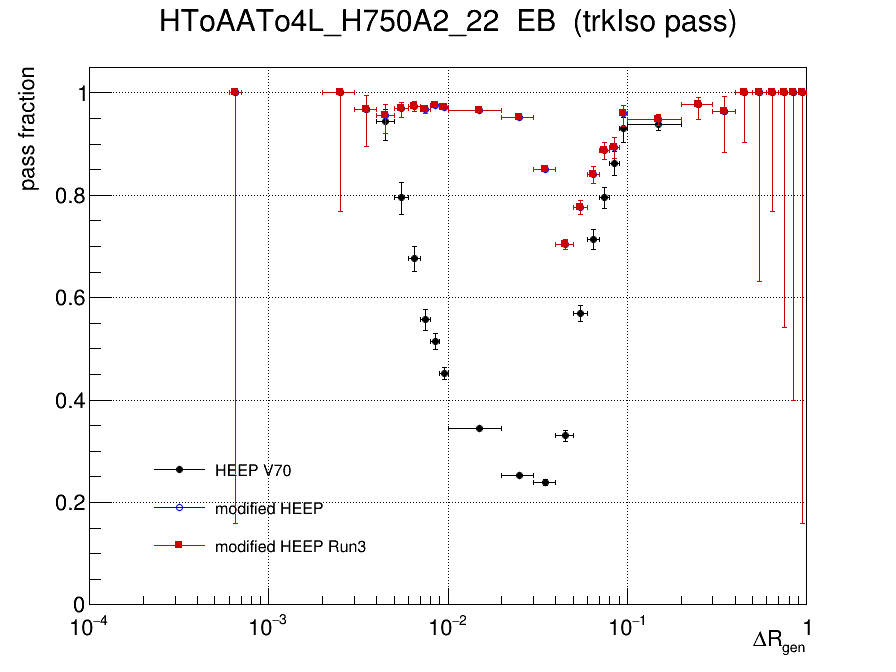 HToAATo4L_H750A2_22 EB (trkIso pass)
pass fraction
1
0.8
0.6
0.4
0.2
0
HEEP V70
modified HEEP
modified HEEP Run3
10⁻⁴ 10⁻³ 10⁻² 10⁻¹ 1
ΔR_gen